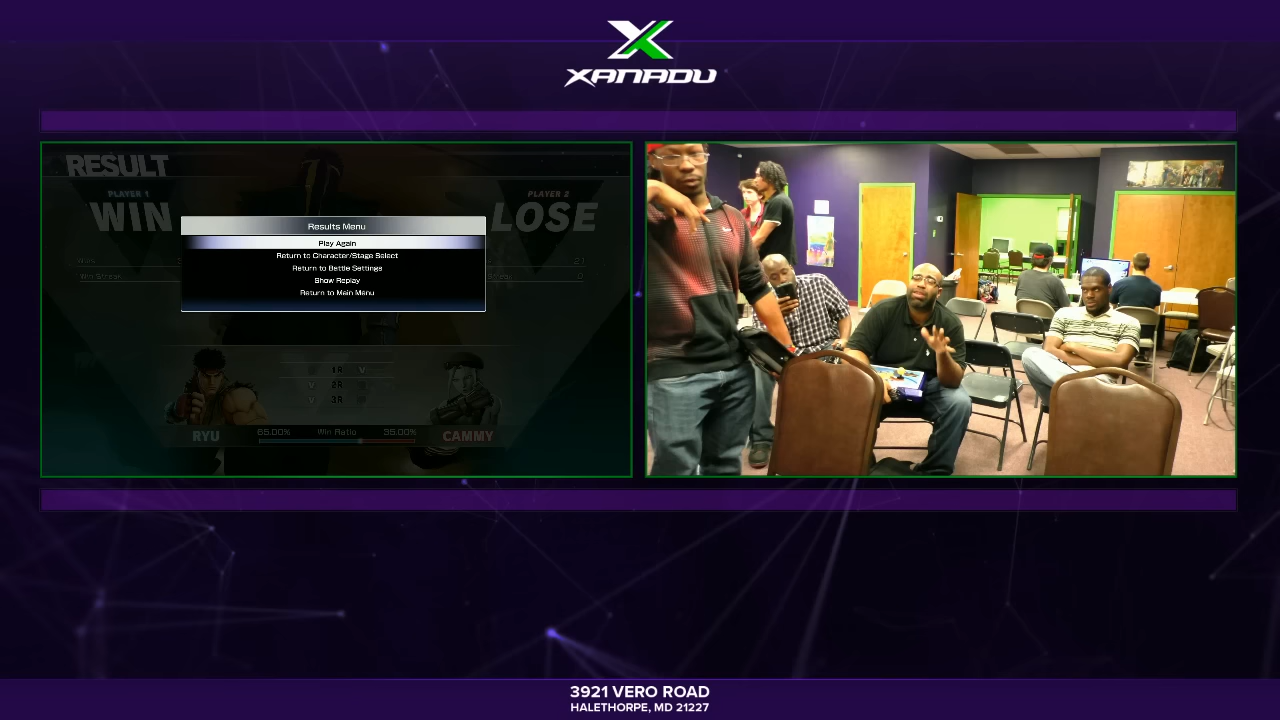 XANADU
RESULT
PLAYER 1
WIN
PLAYER 2
LOSE
Results Menu
Play Again
Return to Character/Stage Select
Return to Battle Settings
Show Replay
Return to Main Menu
Wins
21
Win Streak
0
1R V
V 2R
V 3R
RYU
65.00% Win Ratio 35.00%
CAMMY
3921 VERO ROAD
HALETHORPE, MD 21227